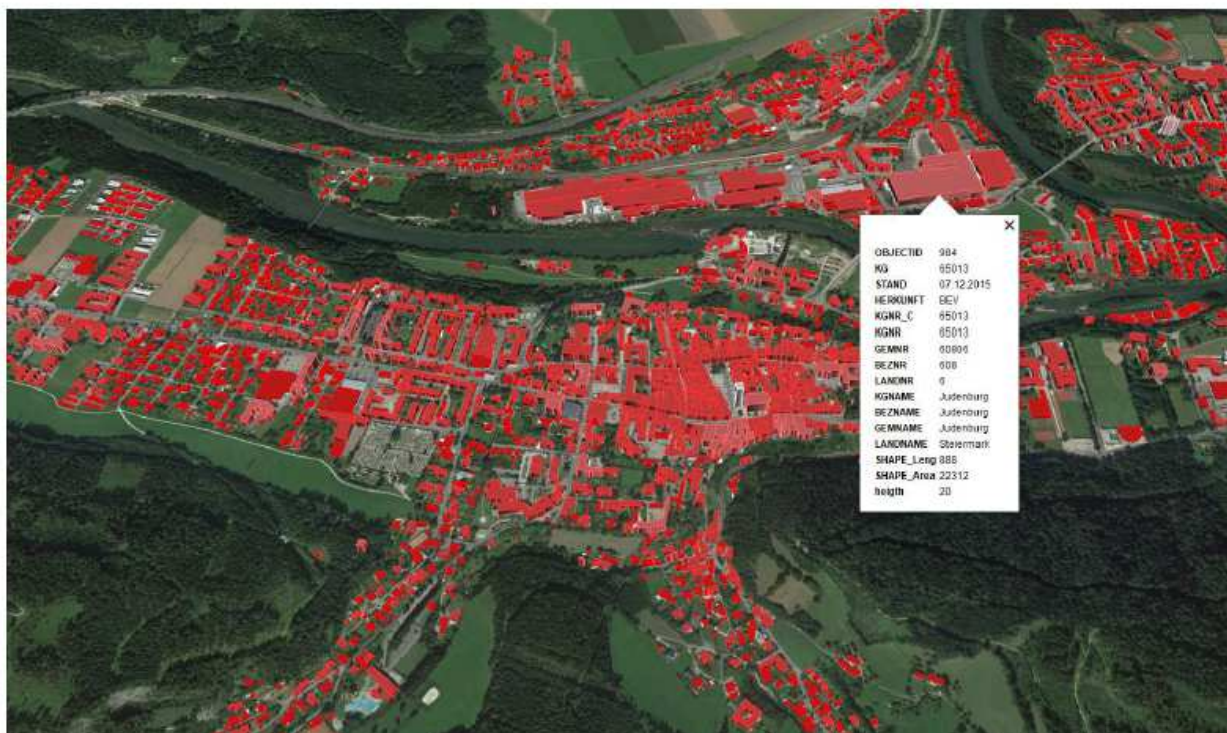 ×
OBJECTID 984
KG 65013
STAND 07.12.2015
HERKUNFT BEV
KGNR_C 65013
KGNR 65013
GEMNR 60806
BEZNR 608
LANDNR 6
KGNAME Judenburg
BEZNAME Judenburg
GEMNAME Judenburg
LANDNAME Steiermark
SHAPE_Leng 888
SHAPE_Area 22312
heigth 20